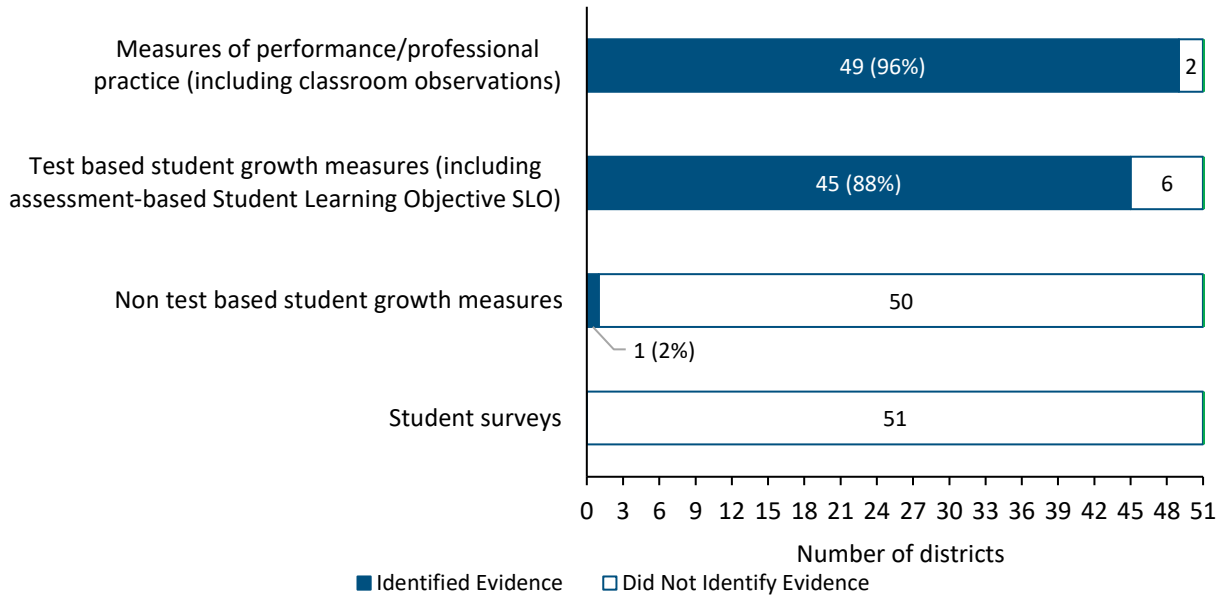 Measures of performance/professional
practice (including classroom observations)
49 (96%)
2
Test based student growth measures (including
assessment-based Student Learning Objective SLO)
45 (88%)
6
Non test based student growth measures
50
1 (2%)
Student surveys
51
0 3 6 9 12 15 18 21 24 27 30 33 36 39 42 45 48 51
Number of districts
Identified Evidence Did Not Identify Evidence